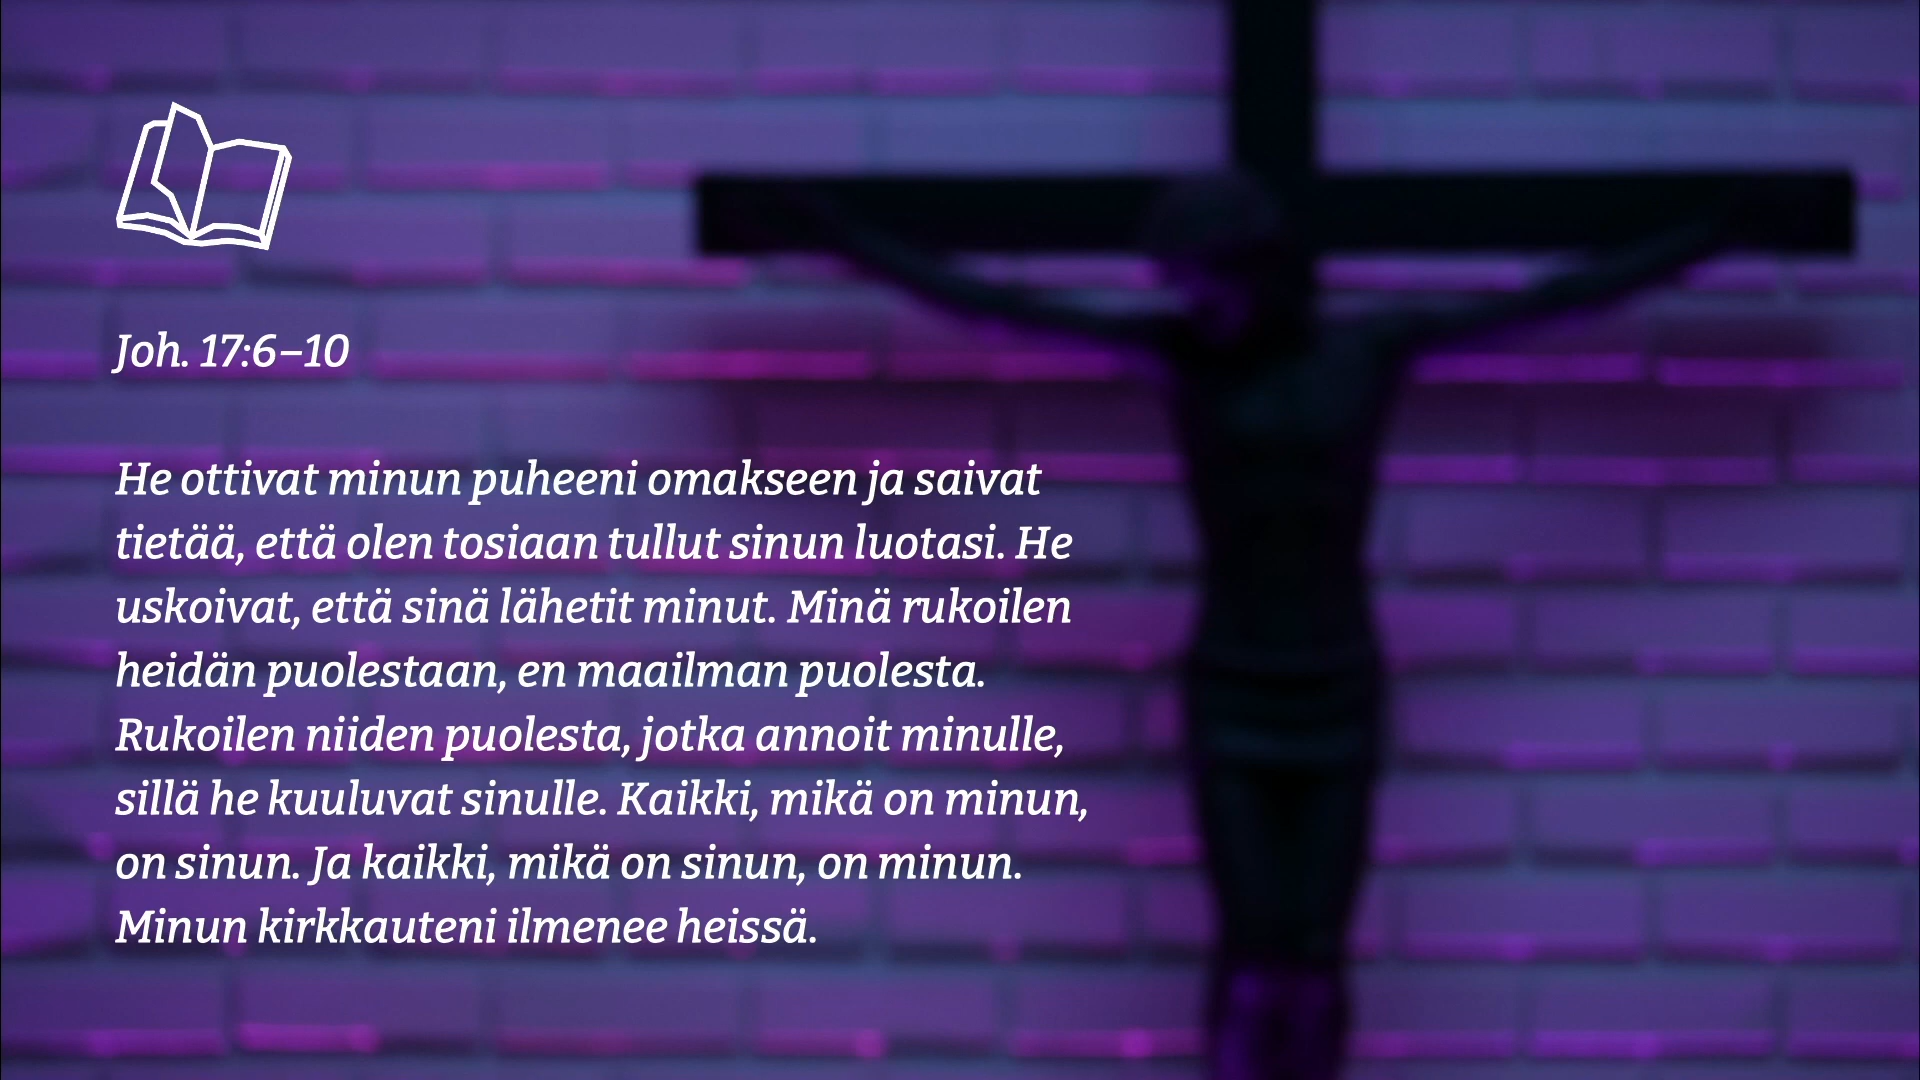 Joh. 17:6–10
He ottivat minun puheeni omakseen ja saivat
tietää, että olen tosiaan tullut sinun luotasi. He
uskoivat, että sinä lähetit minut. Minä rukoilen
heidän puolestaan, en maailman puolesta.
Rukoilen niiden puolesta, jotka annoit minulle,
sillä he kuuluvat sinulle. Kaikki, mikä on minun,
on sinun. Ja kaikki, mikä on sinun, on minun.
Minun kirkkauteni ilmenee heissä.